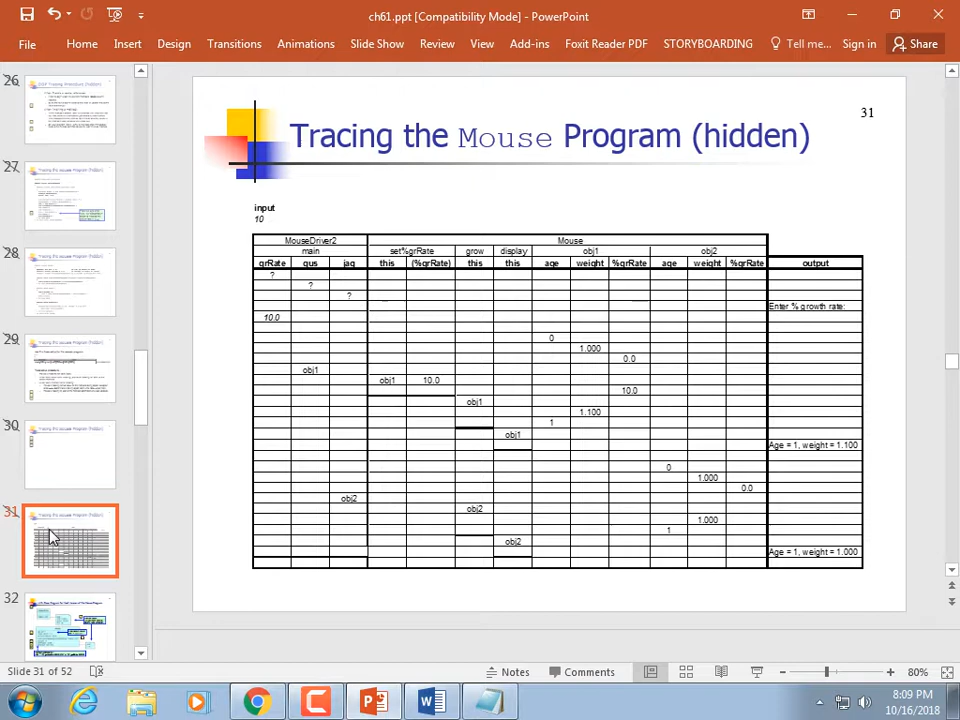 ch61.ppt [Compatibility Mode] - PowerPoint
File Home Insert Design Transitions Animations Slide Show Review View Add-ins Foxit Reader PDF STORYBOARDING Tell me... Sign in Share
26
27
28
29
30
31
32
31
Tracing the Mouse Program (hidden)
input
10
MouseDriver2 Mouse
main set%grRate grow display obj1 obj2
grRate gus jaq this (%grRate) this this age weight %grRate age weight %grRate output
?
?
?
Enter % growth rate:
10.0
0
1.000
0.0
obj1
obj1 10.0
10.0
obj1
1.100
1
obj1
Age = 1, weight = 1.100
0
1.000
0.0
obj2
obj2
1.000
1
obj2
Age = 1, weight = 1.000
Slide 31 of 52 Notes Comments 80%
8:09 PM
10/16/2018